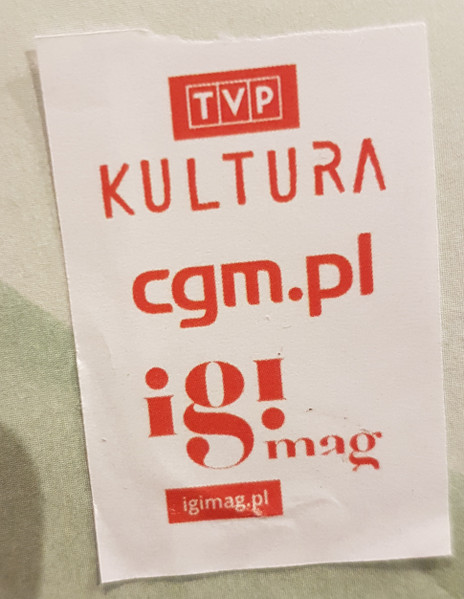 TVP
KULTURA
cgm.pl
igi
mag
igimag.pl